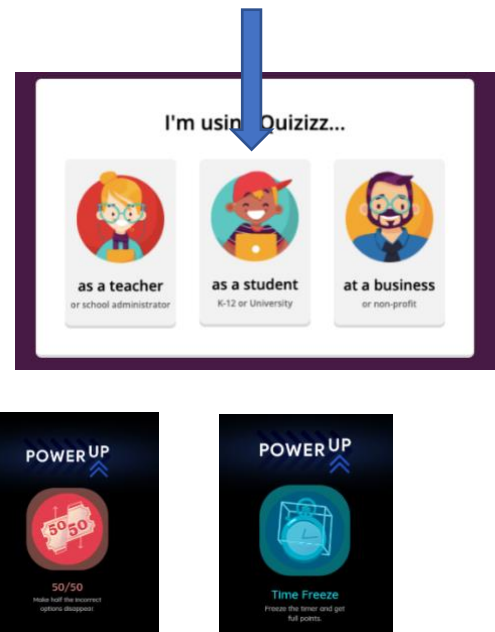 I'm using Quizizz...
as a teacher
or school administrator
as a student
K-12 or University
at a business
or non-profit
POWER UP
50 50
50/50
Make half the incorrect
options disappear
POWER UP
Time Freeze
Freeze the timer and get
full points.